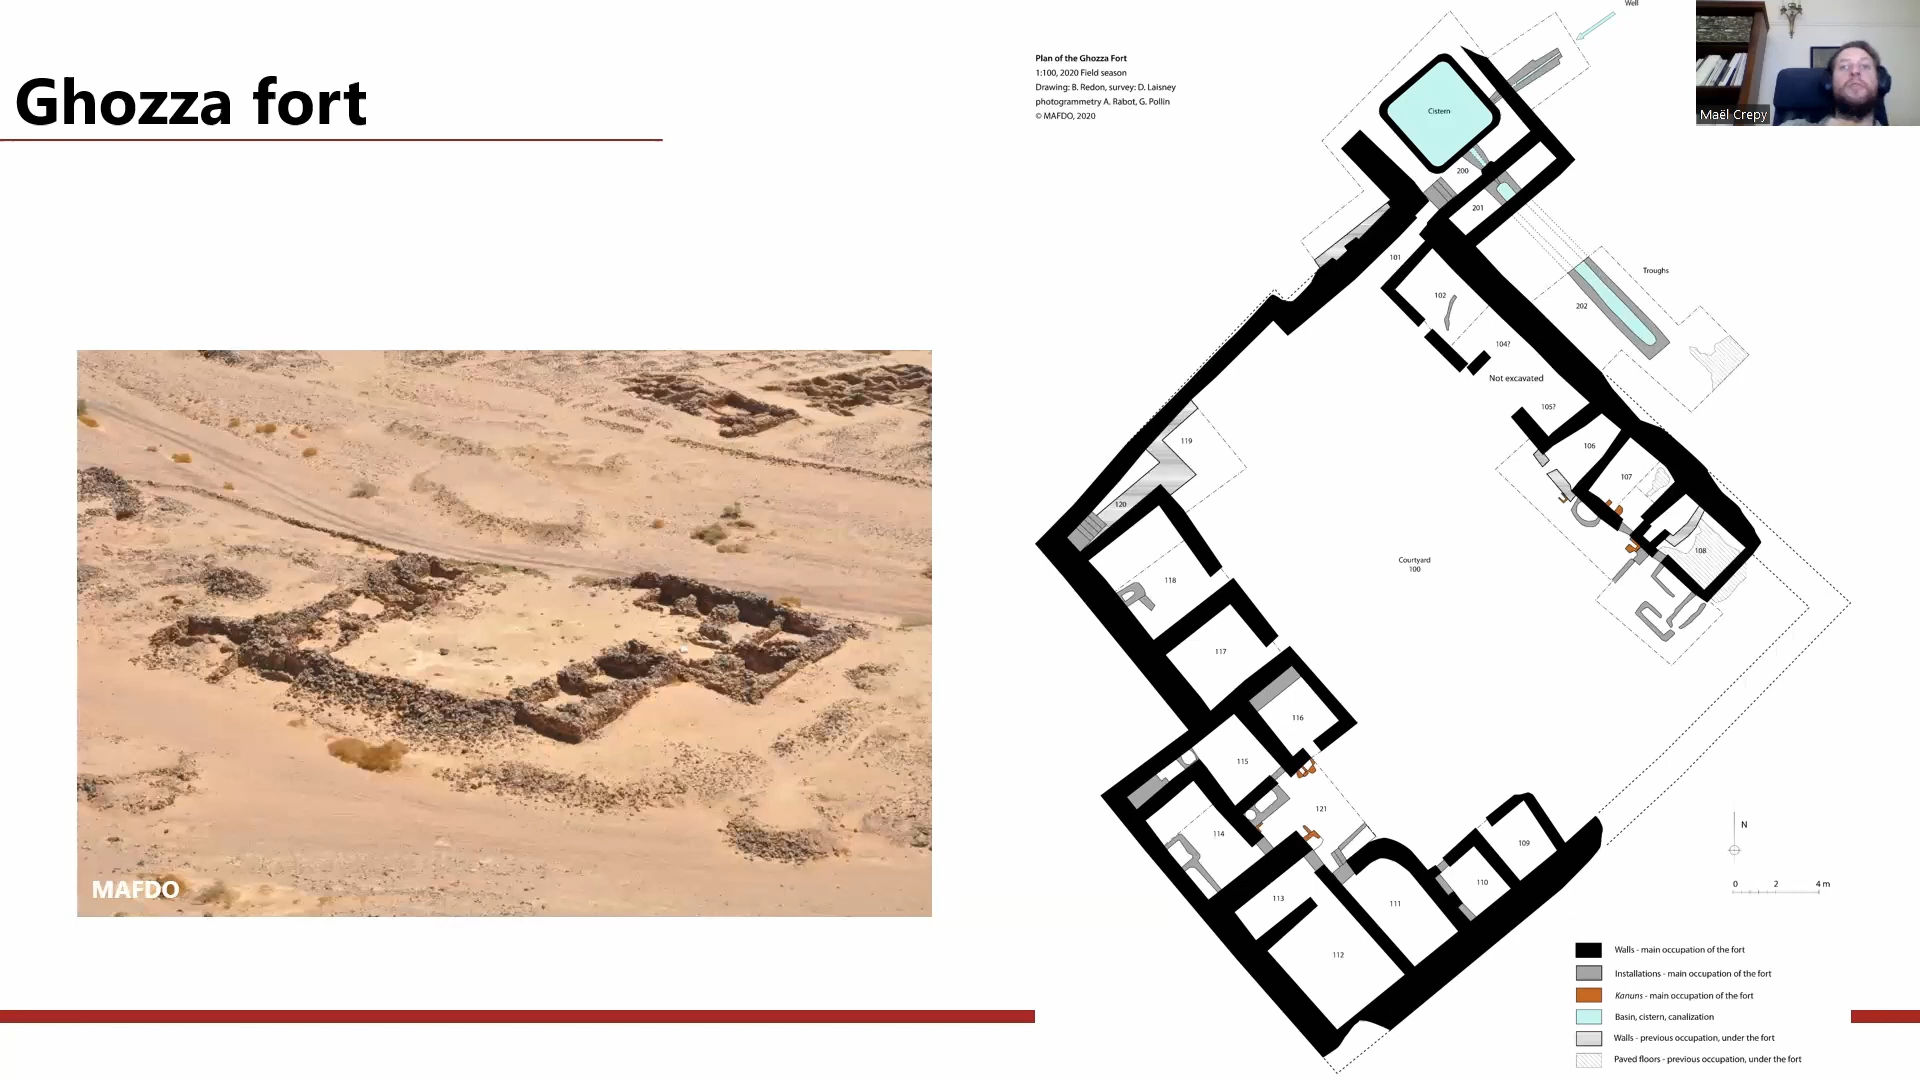 Ghozza fort
Plan of the Ghozza Fort
1:100, 2020 Field season
Drawing: B. Redon, survey: D. Laisney
photogrammetry A. Rabot, G. Pollin
© MAFDO, 2020
Well
Maël Crepy
Cistern
200
201
101
102
Troughs
202
104?
Not excavated
105?
119
106
107
120
108
Courtyard
100
118
117
116
115
121
114
109
110
113
111
112
N
0 2 4 m
MAFDO
Walls - main occupation of the fort
Installations - main occupation of the fort
Kanuns - main occupation of the fort
Basin, cistern, canalization
Walls - previous occupation, under the fort
Paved floors - previous occupation, under the fort